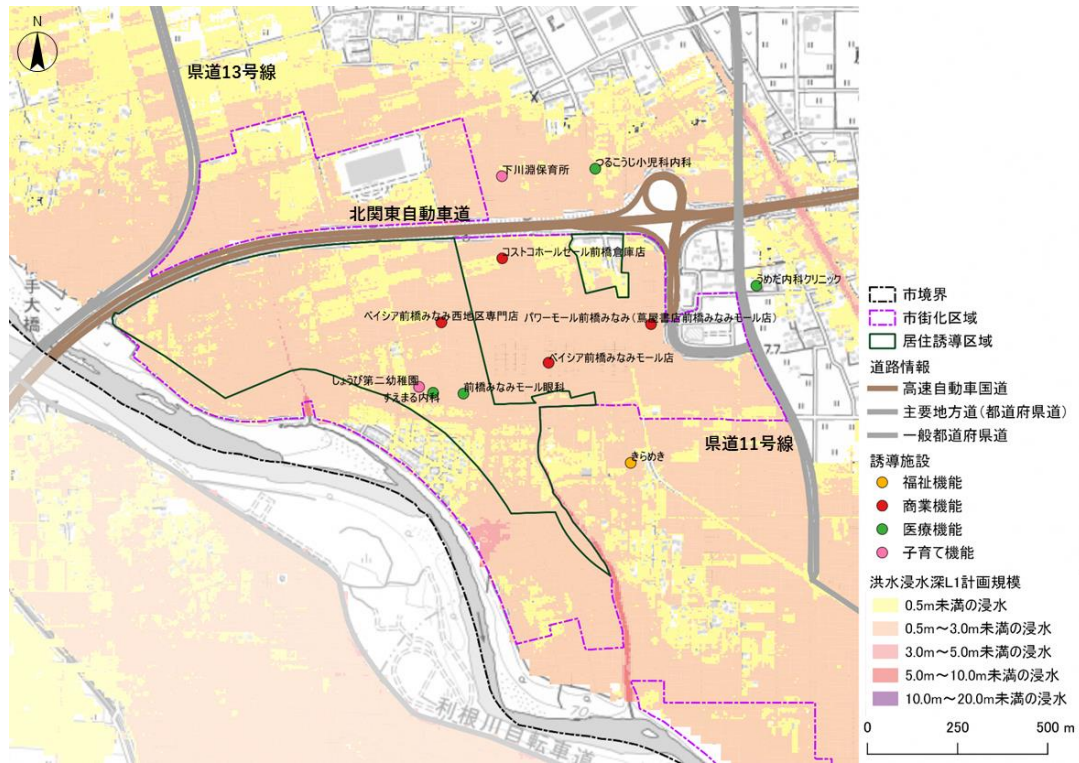 N
県道13号線
つるこうじ小児科内科
下川淵保育所
北関東自動車道
コストコホールセール前橋倉庫店
うめだ内科クリニック
手大橋
ベイシア前橋みなみ西地区専門店
パワーモール前橋みなみ(蔦屋書店前橋みなみモール店)
77
ベイシア前橋みなみモール店
しょうび第二幼稚園
前橋みなみモール眼科
すえまる内科
県道11号線
きらめき
70
利根川自転車道
市境界
市街化区域
居住誘導区域
道路情報
高速自動車国道
主要地方道(都道府県道)
一般都道府県道
誘導施設
福祉機能
商業機能
医療機能
子育て機能
洪水浸水深L1計画規模
0.5m未満の浸水
0.5m~3.0m未満の浸水
3.0m~5.0m未満の浸水
5.0m~10.0m未満の浸水
10.0m~20.0m未満の浸水
0 250 500 m